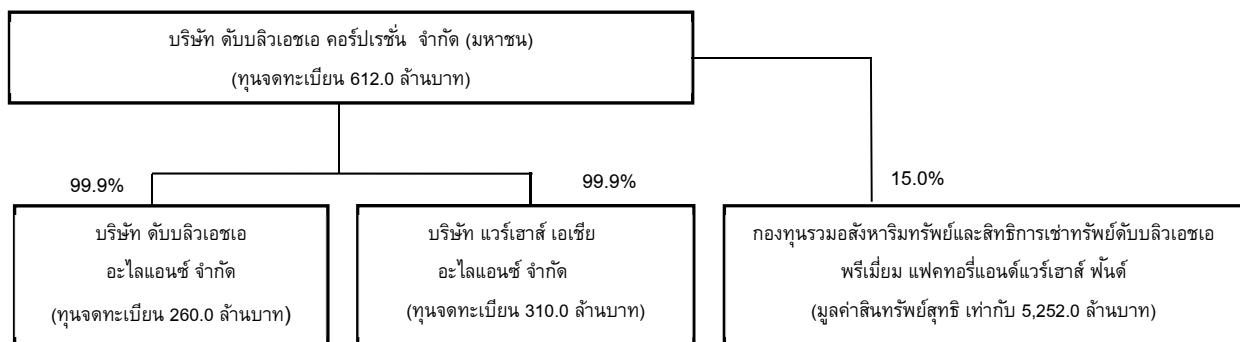 บริษัท ดับบลิวเอชเอ คอร์ปเรชั่น จำกัด (มหาชน)
(ทุนจดทะเบียน 612.0 ล้านบาท)
99.9%
99.9%
15.0%
บริษัท ดับบลิวเอชเอ
อะไลแอนซ์ จำกัด
(ทุนจดทะเบียน 260.0 ล้านบาท)
บริษัท แวร์เฮาส์ เอเชีย
อะไลแอนซ์ จำกัด
(ทุนจดทะเบียน 310.0 ล้านบาท)
กองทุนรวมอสังหาริมทรัพย์และสิทธิการเช่าทรัพย์ดับบลิวเอชเอ
พรีเมี่ยม แฟคทอรี่แอนด์แวร์เฮาส์ ฟันด์
(มูลค่าสินทรัพย์สุทธิ เท่ากับ 5,252.0 ล้านบาท)